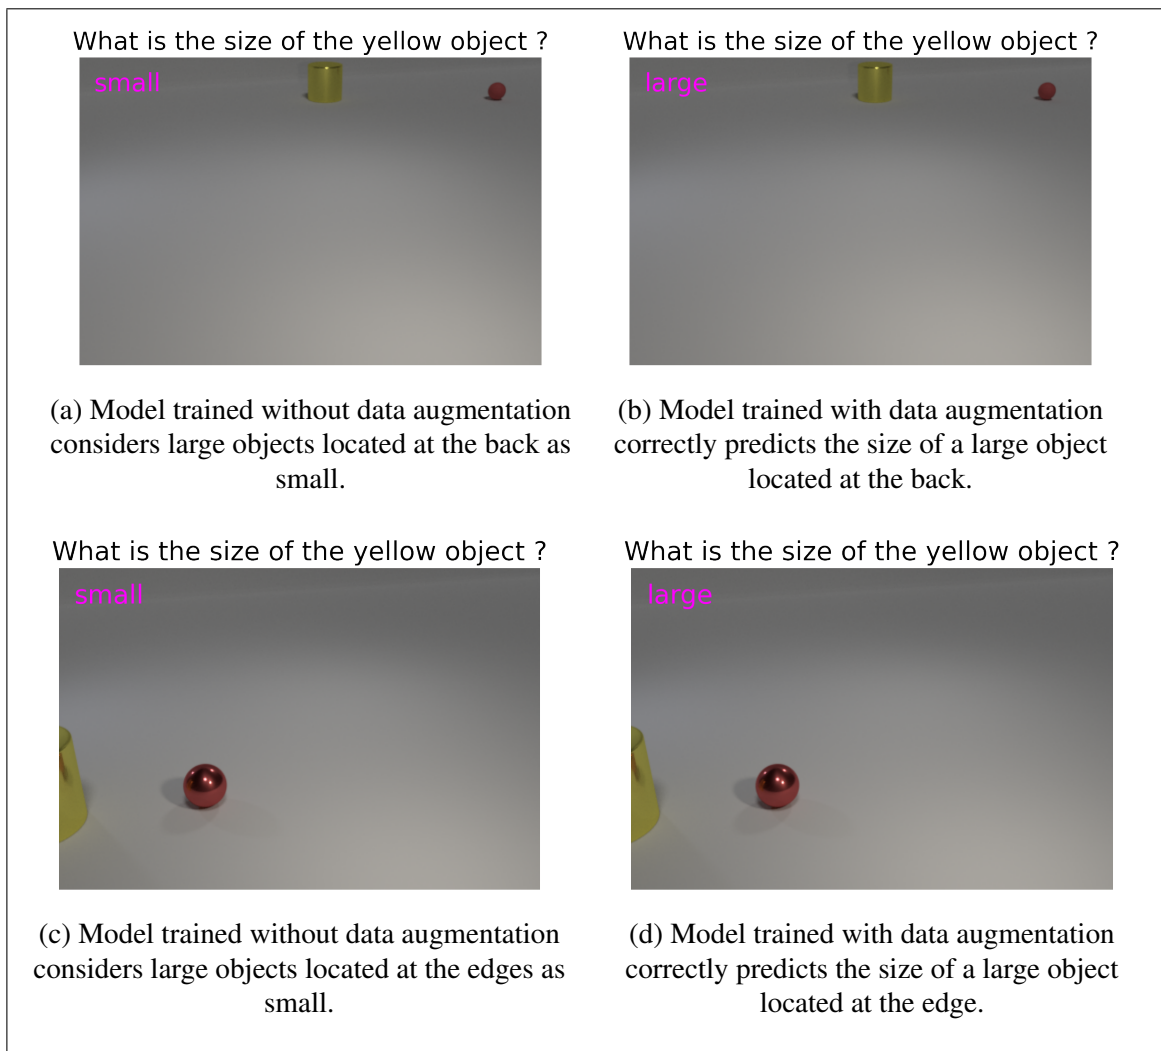 What is the size of the yellow object ?
small
What is the size of the yellow object ?
large
(a) Model trained without data augmentation
considers large objects located at the back as
small.
(b) Model trained with data augmentation
correctly predicts the size of a large object
located at the back.
What is the size of the yellow object ?
small
What is the size of the yellow object ?
large
(c) Model trained without data augmentation
considers large objects located at the edges as
small.
(d) Model trained with data augmentation
correctly predicts the size of a large object
located at the edge.